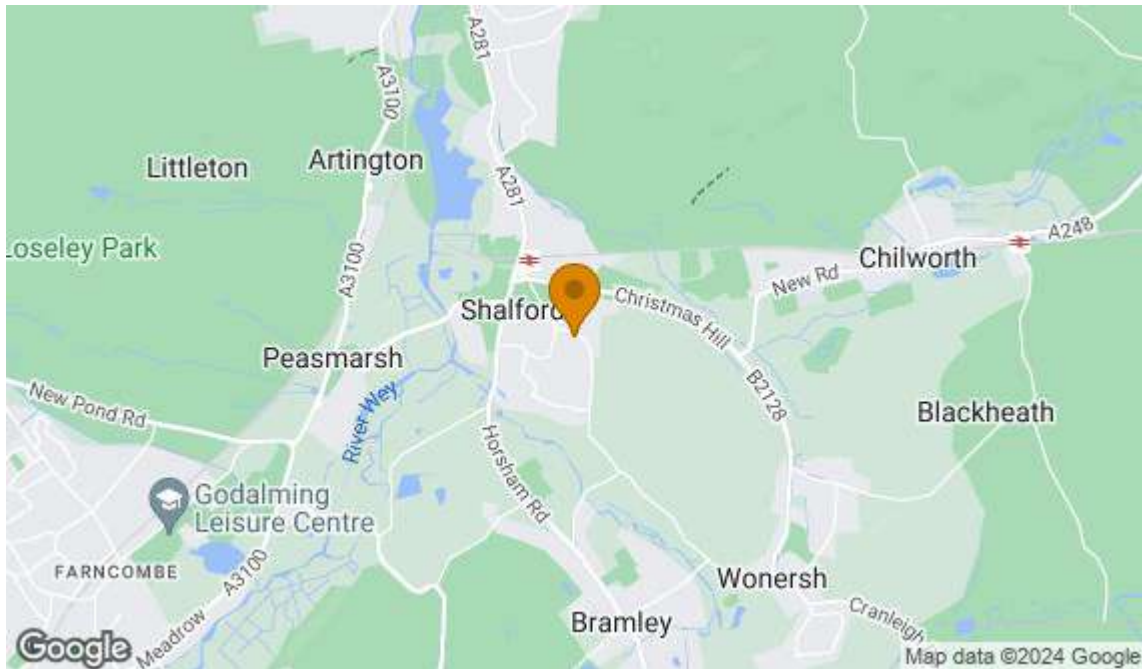 A281
A3100
Littleton
Artington
A281
Loseley Park
A3100
A248
Chilworth
New Rd
Christmas Hill
Shalford
Peasmarsh
B2128
New Pond Rd
River Wey
Blackheath
Horsham Rd
Godalming
Leisure Centre
FARNCOMBE
A3100
Wonersh
Meadrow
Bramley
Cranleigh
Google
Map data ©2024 Google